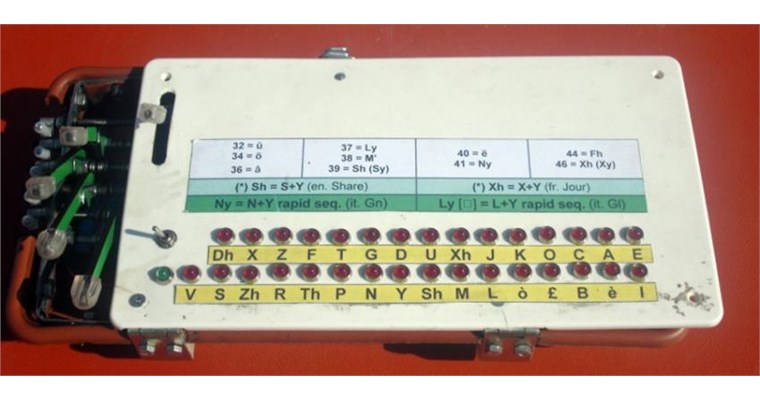 32 = û
34 = ö
36 = â
37 = Ly
38 = M'
39 = Sh (Sy)
40 = ë
41 = Ny
44 = Fh
46 = Xh (Xy)
(*) Sh = S+Y (en. Share)
(*) Xh = X+Y (fr. Jour)
Ny = N+Y rapid seq. (it. Gn)
Ly [□] = L+Y rapid seq. (it. Gl)
Dh X Z F T G D U Xh J K O C A E
V S Zh R Th P N Y Sh M L ò £ B è I